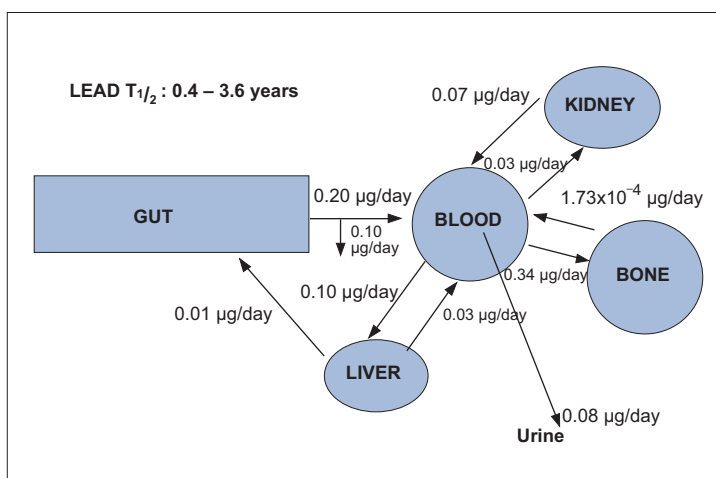 LEAD T1/2 : 0.4 – 3.6 years
0.07 µg/day
KIDNEY
0.03 µg/day
1.73x10⁻⁴ µg/day
0.20 µg/day
GUT
BLOOD
0.10
µg/day
0.34 µg/day
BONE
0.10 µg/day
0.01 µg/day
0.03 µg/day
LIVER
0.08 µg/day
Urine